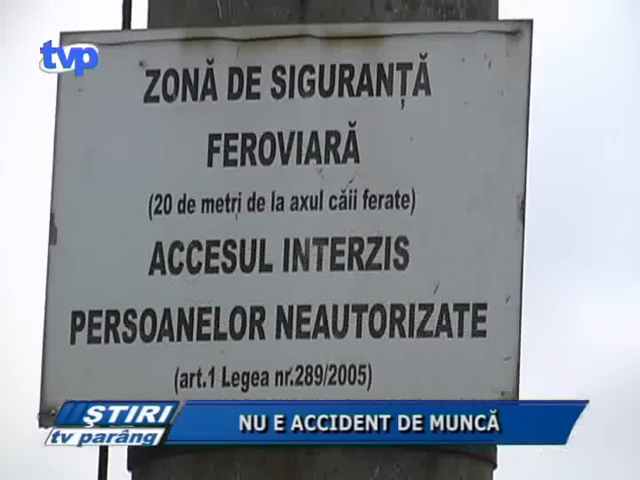 tvp
ZONĂ DE SIGURANȚĂ
FEROVIARĂ
(20 de metri de la axul căii ferate)
ACCESUL INTERZIS
PERSOANELOR NEAUTORIZATE
(art.1 Legea nr.289/2005)
ŞTIRI
tv parâng
NU E ACCIDENT DE MUNCĂ